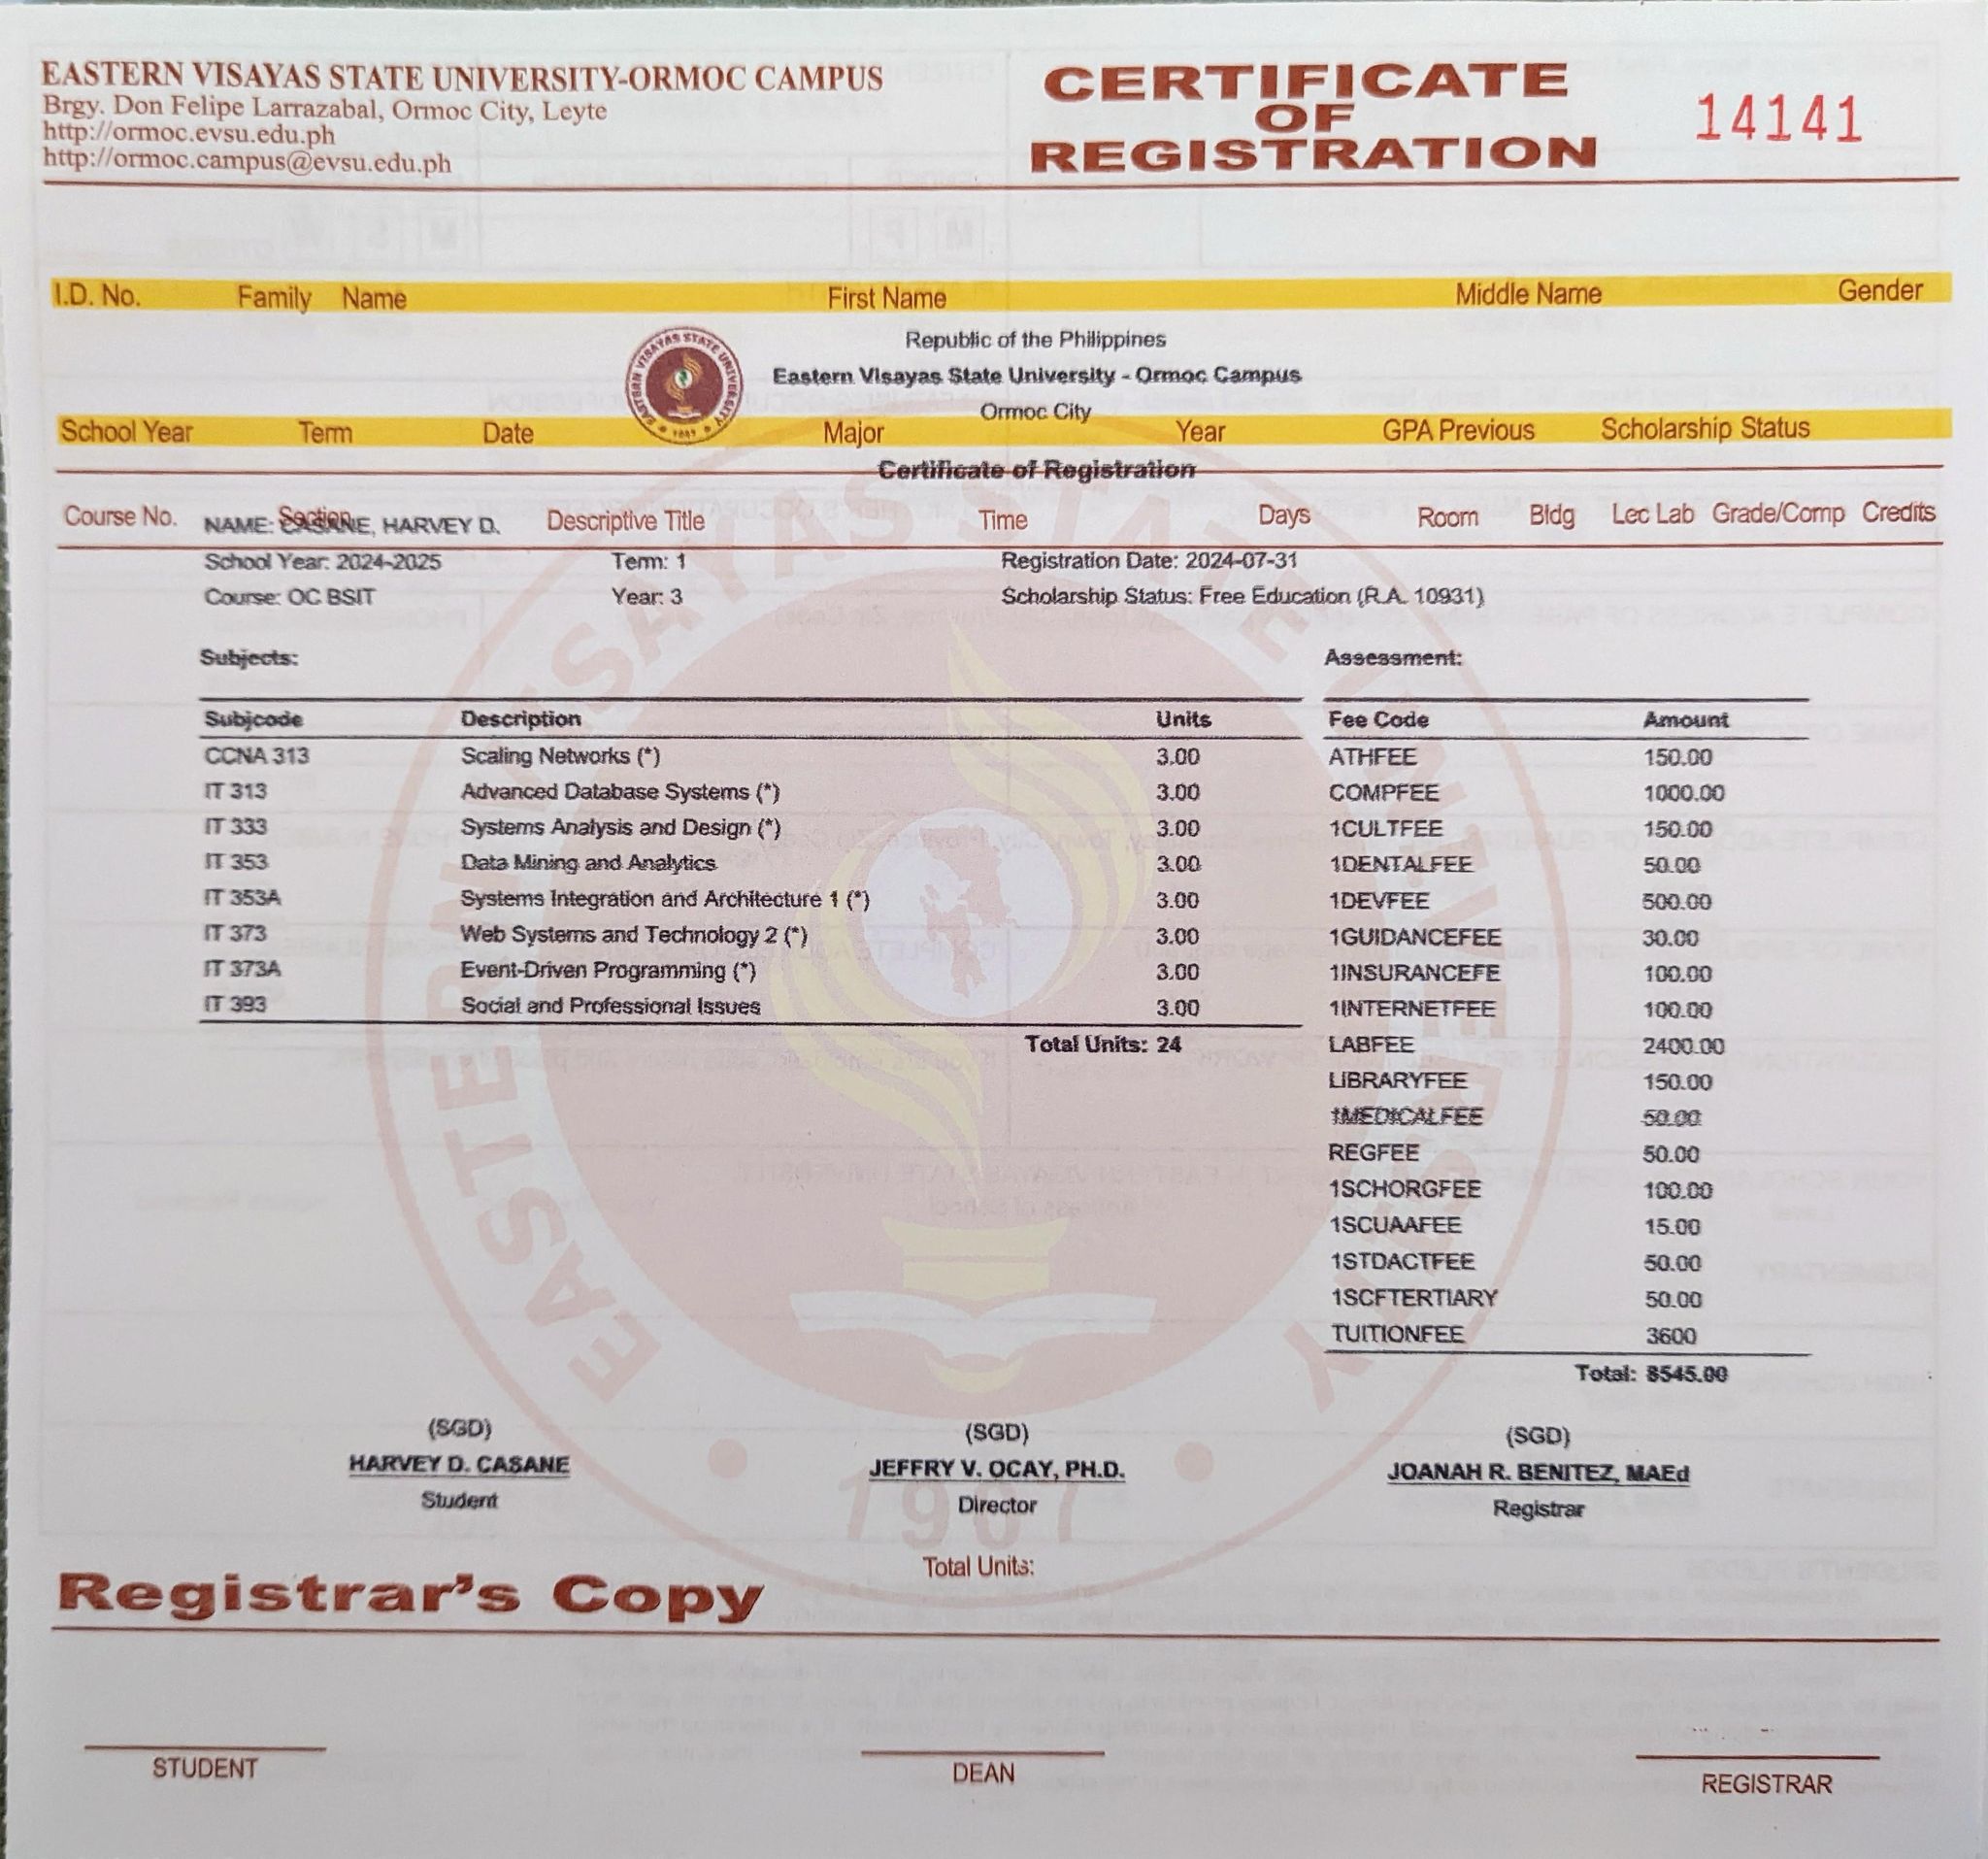 EASTERN VISAYAS STATE UNIVERSITY-ORMOC CAMPUS
Brgy. Don Felipe Larrazabal, Ormoc City, Leyte
http://ormoc.evsu.edu.ph
http://ormoc.campus@evsu.edu.ph
CERTIFICATE
OF
REGISTRATION
14141
I.D. No. Family Name First Name Middle Name Gender
Republic of the Philippines
Eastern Visayas State University - Ormoc Campus
Ormoc City
EASTERN VISAYAS STATE UNIVERSITY
1907
School Year Term Date Major Year GPA Previous Scholarship Status
Certificate of Registration
Course No. Section Descriptive Title Time Days Room Bldg Lec Lab Grade/Comp Credits
NAME: CASANE, HARVEY D.
School Year: 2024-2025 Term: 1 Registration Date: 2024-07-31
Course: OC BSIT Year: 3 Scholarship Status: Free Education (R.A. 10931)
Subjects: Assessment:
Subjcode Description Units Fee Code Amount
CCNA 313 Scaling Networks (*) 3.00 ATHFEE 150.00
IT 313 Advanced Database Systems (*) 3.00 COMPFEE 1000.00
IT 333 Systems Analysis and Design (*) 3.00 1CULTFEE 150.00
IT 353 Data Mining and Analytics 3.00 1DENTALFEE 50.00
IT 353A Systems Integration and Architecture 1 (*) 3.00 1DEVFEE 500.00
IT 373 Web Systems and Technology 2 (*) 3.00 1GUIDANCEFEE 30.00
IT 373A Event-Driven Programming (*) 3.00 1INSURANCEFE 100.00
IT 393 Social and Professional Issues 3.00 1INTERNETFEE 100.00
Total Units: 24 LABFEE 2400.00
LIBRARYFEE 150.00
1MEDICALFEE 50.00
REGFEE 50.00
1SCHORGFEE 100.00
1SCUAAFEE 15.00
1STDACTFEE 50.00
1SCFTERTIARY 50.00
TUITIONFEE 3600
Total: 8545.00
EASTERN VISAYAS STATE UNIVERSITY
1907
(SGD) (SGD) (SGD)
HARVEY D. CASANE JEFFRY V. OCAY, PH.D. JOANAH R. BENITEZ, MAEd
Student Director Registrar
Total Units:
Registrar's Copy
STUDENT DEAN REGISTRAR